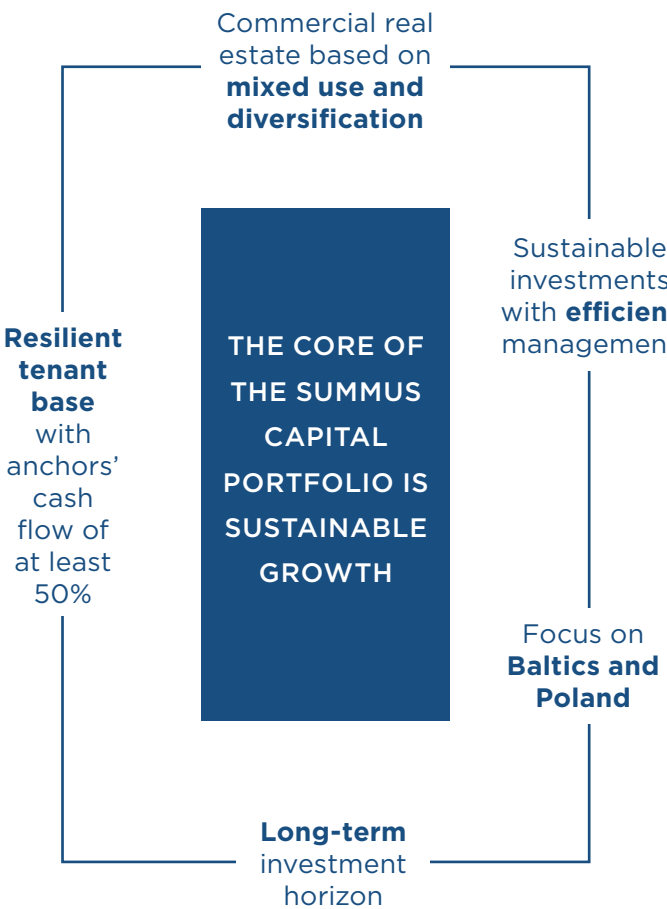 Commercial real
estate based on
mixed use and
diversification
Sustainable
investments
with efficien
managemen
Resilient
tenant
base
with
anchors’
cash
flow of
at least
50%
THE CORE OF
THE SUMMUS
CAPITAL
PORTFOLIO IS
SUSTAINABLE
GROWTH
Focus on
Baltics and
Poland
Long-term
investment
horizon